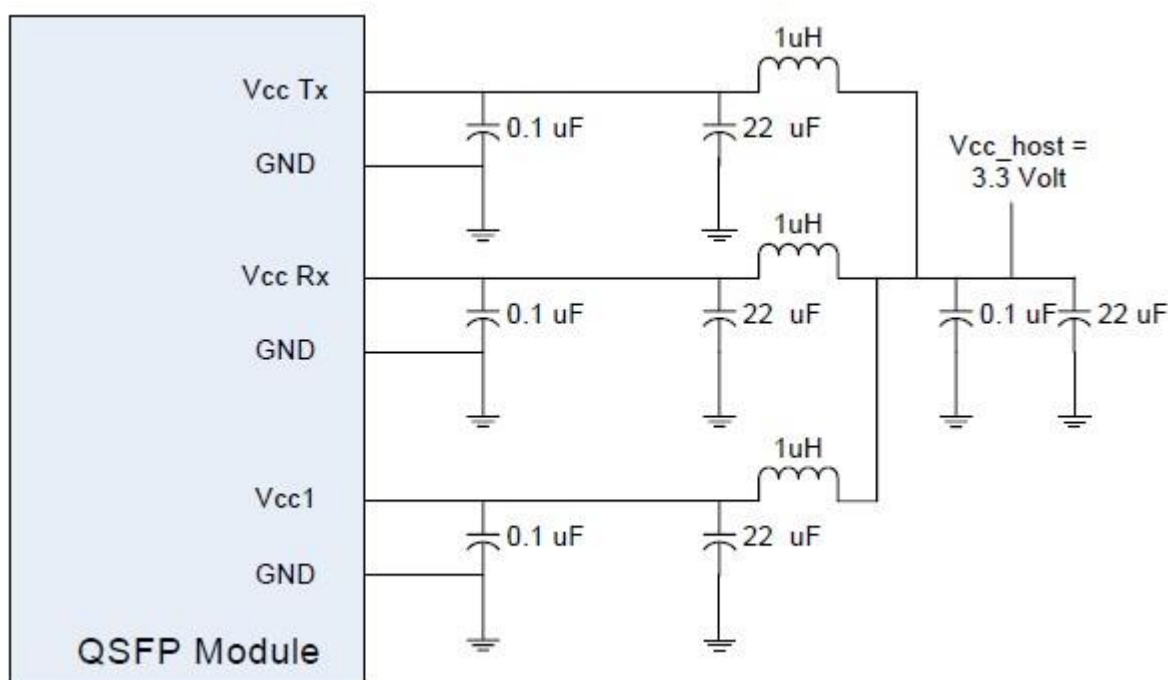 1uH
Vcc Tx
0.1 uF
22 uF
GND
Vcc_host =
3.3 Volt
1uH
Vcc Rx
0.1 uF
22 uF
0.1 uF
22 uF
GND
1uH
Vcc1
0.1 uF
22 uF
GND
QSFP Module